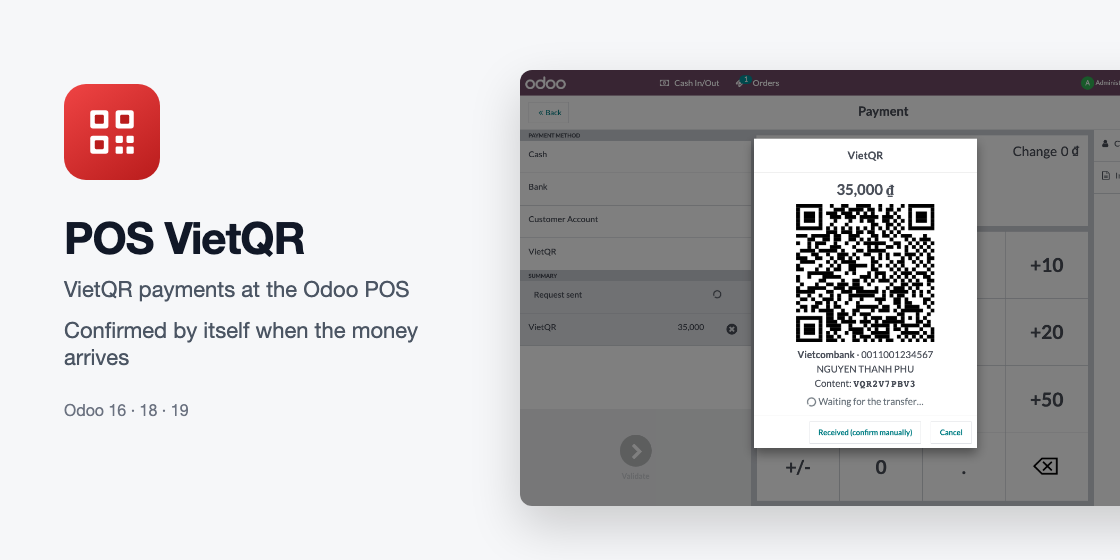 POS VietQR
VietQR payments at the Odoo POS
Confirmed by itself when the money
arrives
Odoo 16 · 18 · 19
odoo
Cash In/Out
1
Orders
A
« Back
Payment
PAYMENT METHOD
Cash
Bank
Customer Account
VietQR
SUMMARY
Request sent
VietQR 35,000
Validate
Change 0 ₫
VietQR
35,000 ₫
Vietcombank · 0011001234567
NGUYEN THANH PHU
Content: VQR2V7PBV3
Waiting for the transfer...
Received (confirm manually)
Cancel
+10
+20
+50
+/-
0
.